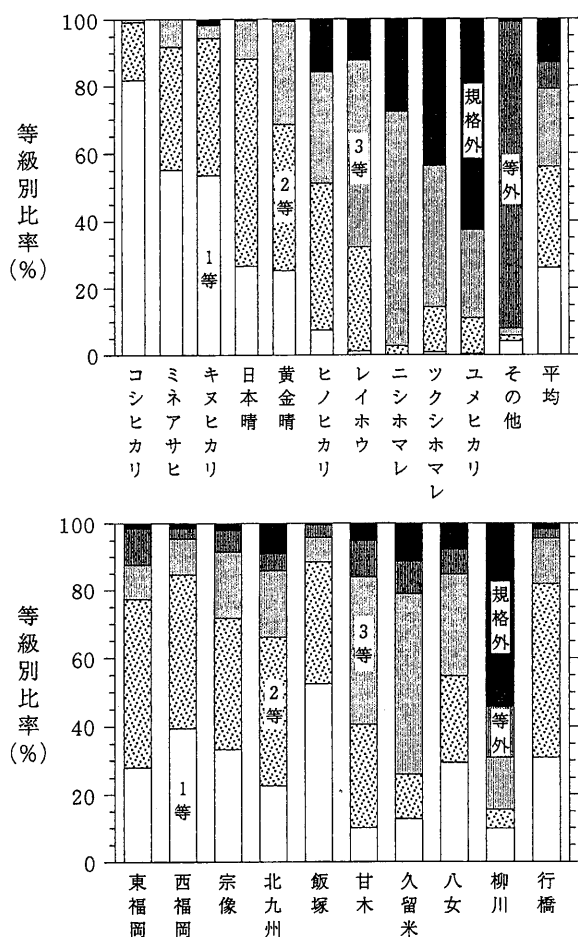 等級別比率(%)
100
80
60
40
20
0
1等
2等
3等
規格外
等外
コシヒカリ
ミネアサヒ
キヌヒカリ
日本晴
黄金晴
ヒノヒカリ
レイホウ
ニシホマレ
ツクシホマレ
ユメヒカリ
その他
平均
等級別比率(%)
100
80
60
40
20
0
1等
2等
3等
規格外
等外
東福岡
西福岡
宗像
北九州
飯塚
甘木
久留米
八女
柳川
行橋